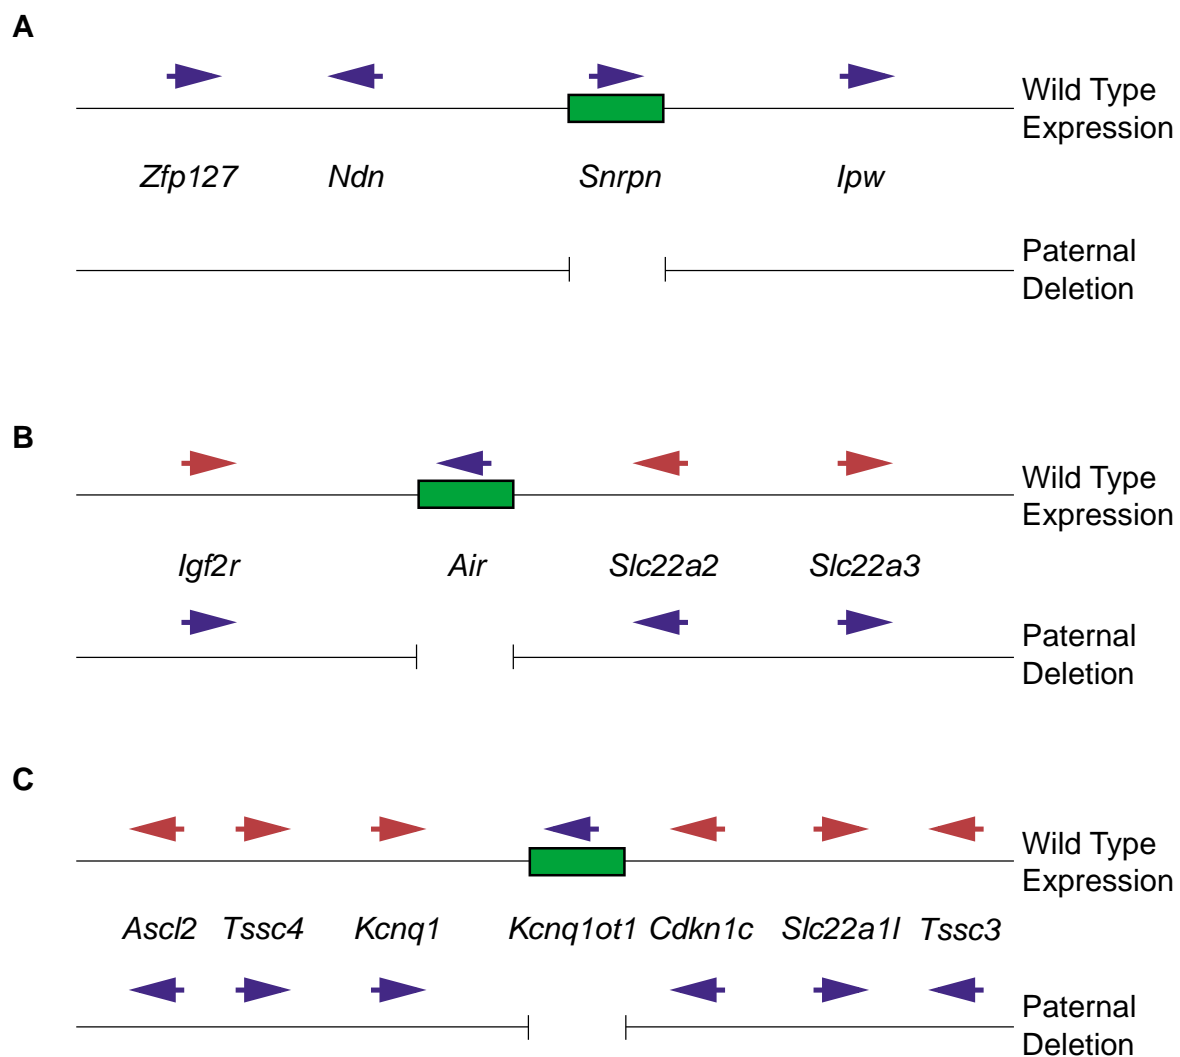 A
Wild Type
Expression
Zfp127 Ndn Snrpn Ipw
Paternal
Deletion
B
Wild Type
Expression
Igf2r Air Slc22a2 Slc22a3
Paternal
Deletion
C
Wild Type
Expression
Ascl2 Tssc4 Kcnq1 Kcnq1ot1 Cdkn1c Slc22a1l Tssc3
Paternal
Deletion